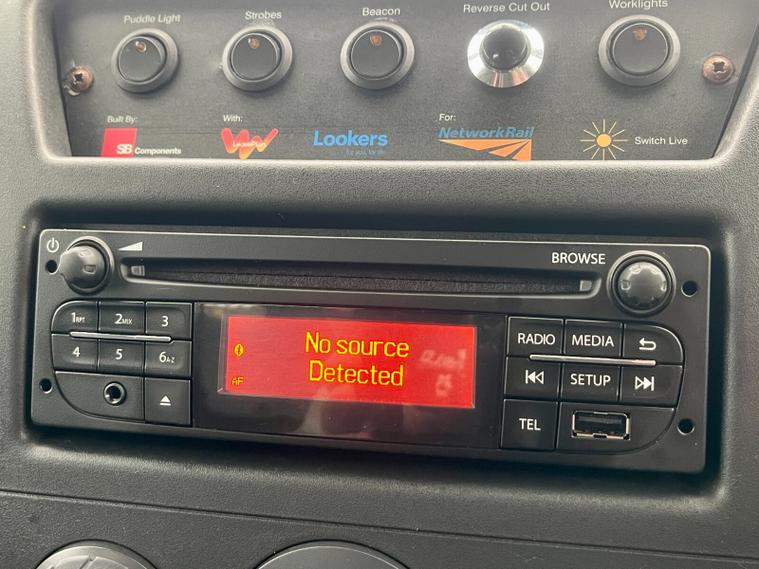 Puddle Light
Strobes
Beacon
Reverse Cut Out
Worklights
Built By:
SB Components
With:
LeasePlan
Lookers
For:
NetworkRail
Switch Live
BROWSE
1RPT
2MIX
3
4
5
6A-Z
No source
Detected
AF
RADIO
MEDIA
SETUP
TEL